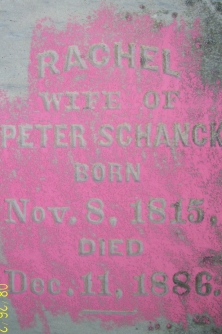 RACHEL
WIFE OF
PETER SCHANCK
BORN
Nov. 8, 1815,
DIED
Dec. 11, 1886.